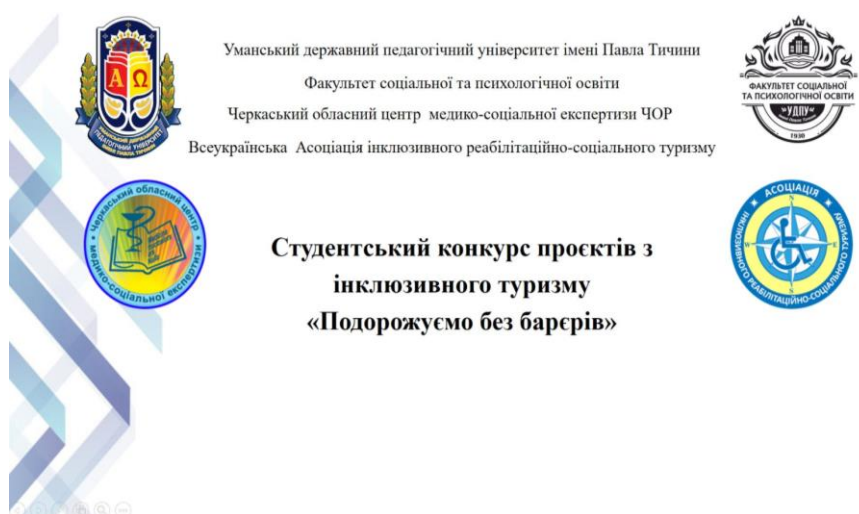 Уманський державний педагогічний університет імені Павла Тичини
Факультет соціальної та психологічної освіти
Черкаський обласний центр медико-соціальної експертизи ЧОР
Всеукраїнська Асоціація інклюзивного реабілітаційно-соціального туризму
ФАКУЛЬТЕТ СОЦІАЛЬНОЇ
ТА ПСИХОЛОГІЧНОЇ ОСВІТИ
УДПУ
1930
А Ω
Черкаський обласний центр
медико-соціальної експертизи
АСОЦІАЦІЯ
ІНКЛЮЗИВНОГО РЕАБІЛІТАЦІЙНО-СОЦІАЛЬНОГО ТУРИЗМУ
N
W
E
S
Студентський конкурс проєктів з
інклюзивного туризму
«Подорожуємо без барєрів»